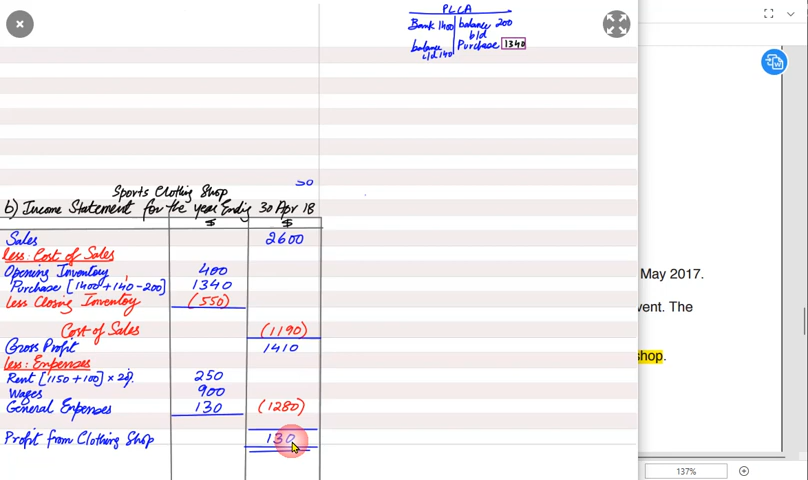 PLCA
Bank 1400 balance 200
b/d
balance Purchase 1340
c/d 140
Sports Clothing Shop
b) Income Statement for the year Ending 30 Apr 18
$ $
Sales 2600
less: Cost of Sales
Opening Inventory 400
Purchase [1400+140-200] 1340
less Closing Inventory (550)
Cost of Sales (1190)
Gross Profit 1410
less: Expenses
Rent [1150+100] × 20%. 250
Wages 900
General Expenses 130 (1280)
Profit from Clothing Shop 130
May 2017.
vent. The
shop.
137%